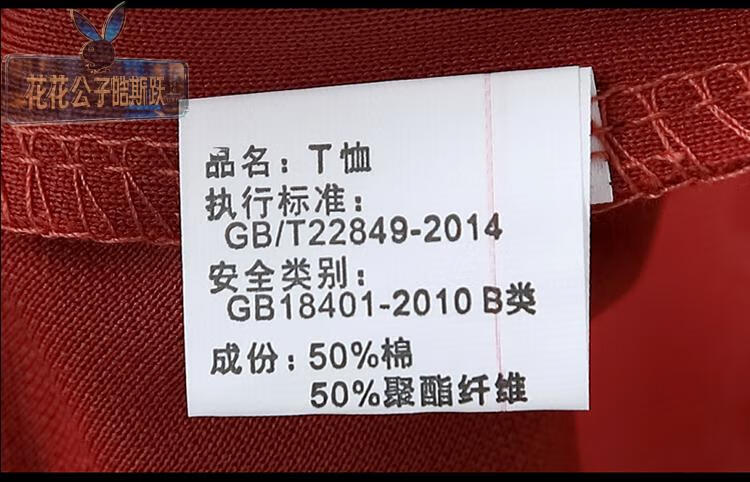 花花公子皓斯跃
品名：T恤
执行标准：
GB/T22849-2014
安全类别：
GB18401-2010 B类
成份：50%棉
50%聚酯纤维